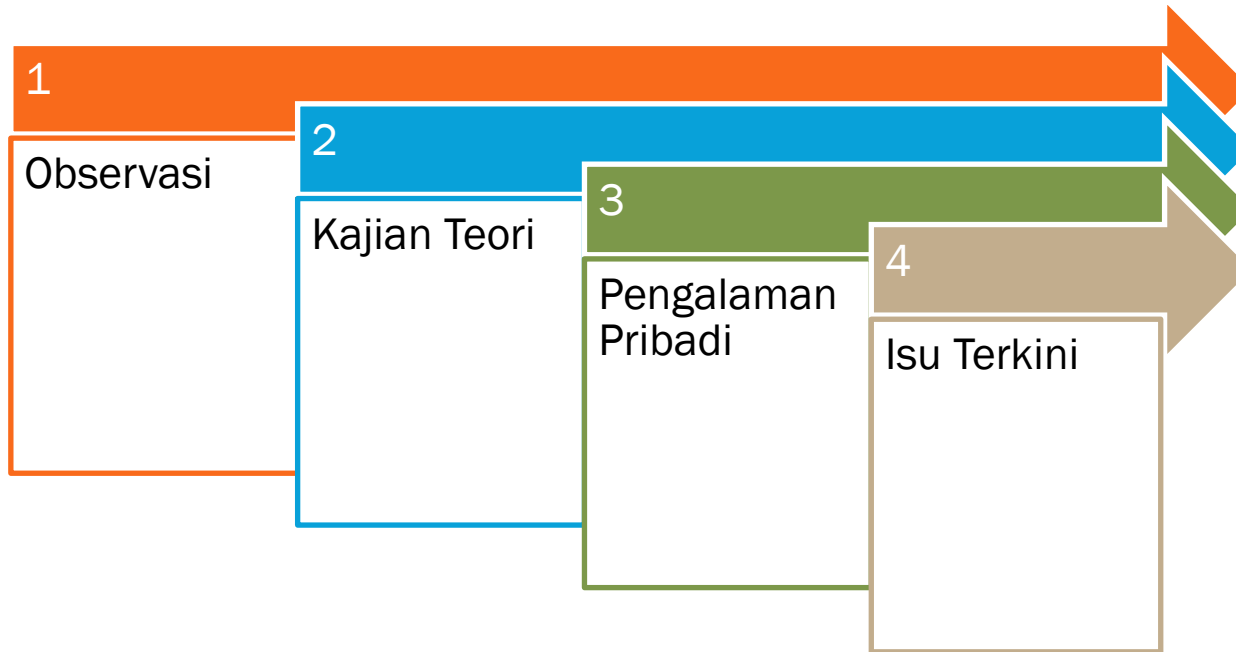 1
Observasi
2
Kajian Teori
3
Pengalaman
Pribadi
4
Isu Terkini